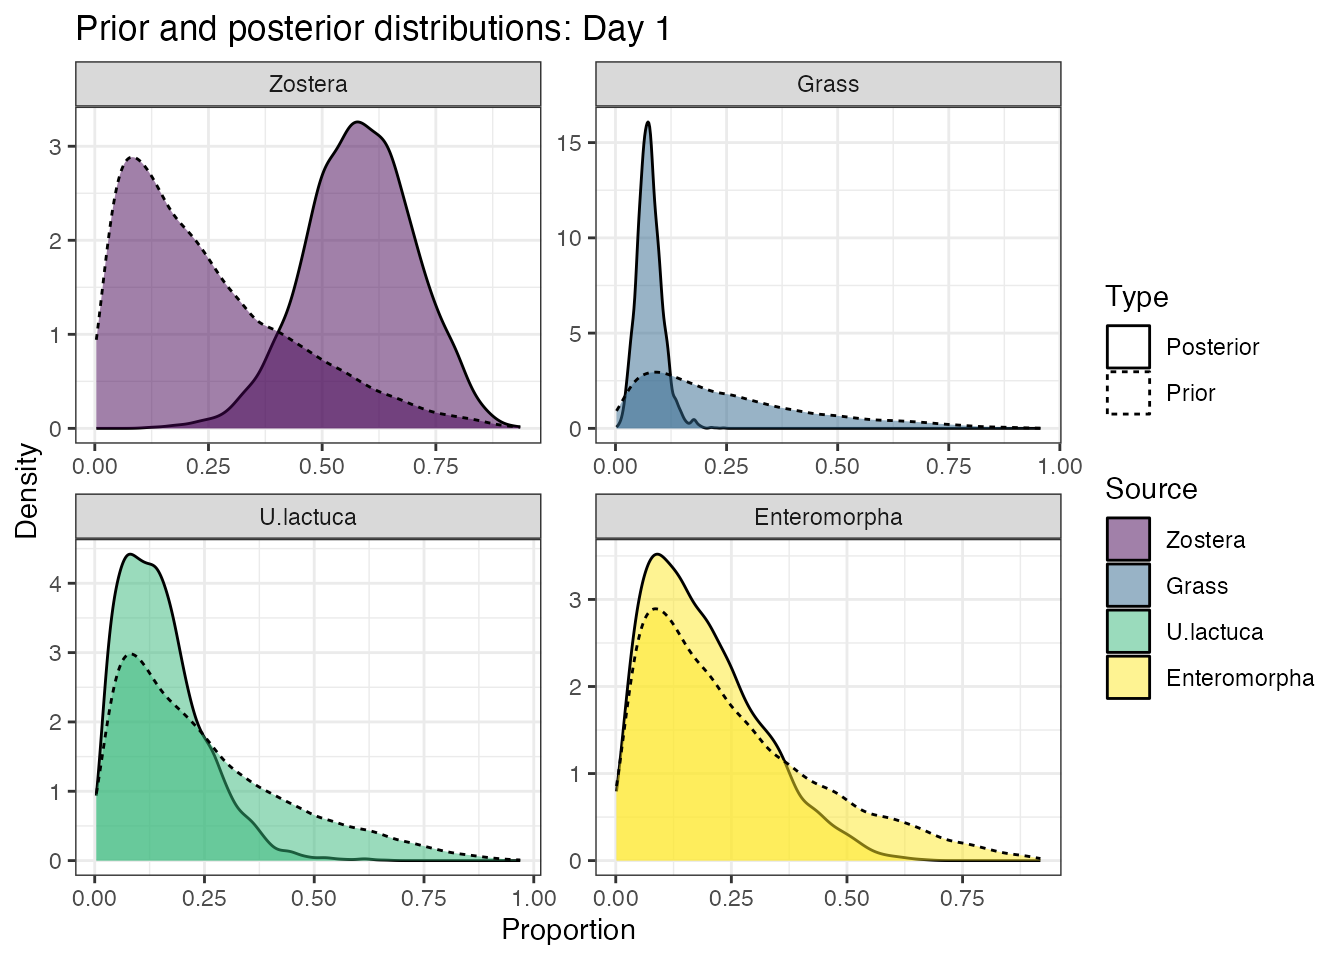 Prior and posterior distributions: Day 1
Zostera
Grass
3
2
1
0
0.00 0.25 0.50 0.75
15
10
5
0
0.00 0.25 0.50 0.75 1.00
U.lactuca
Enteromorpha
4
3
2
1
0
0.00 0.25 0.50 0.75 1.00
3
2
1
0
0.00 0.25 0.50 0.75
Density
Proportion
Type
Posterior
Prior
Source
Zostera
Grass
U.lactuca
Enteromorpha